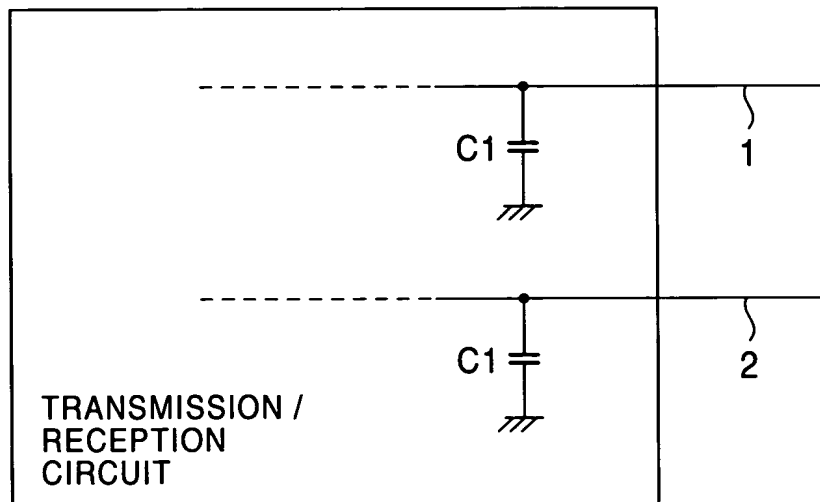 C1
1
C1
2
TRANSMISSION /
RECEPTION
CIRCUIT